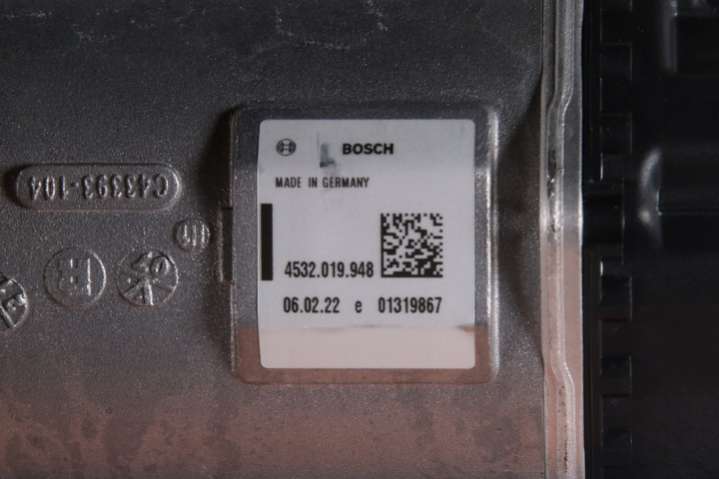 BOSCH
MADE IN GERMANY
4532.019.948
06.02.22 e 01319867
C43393-104